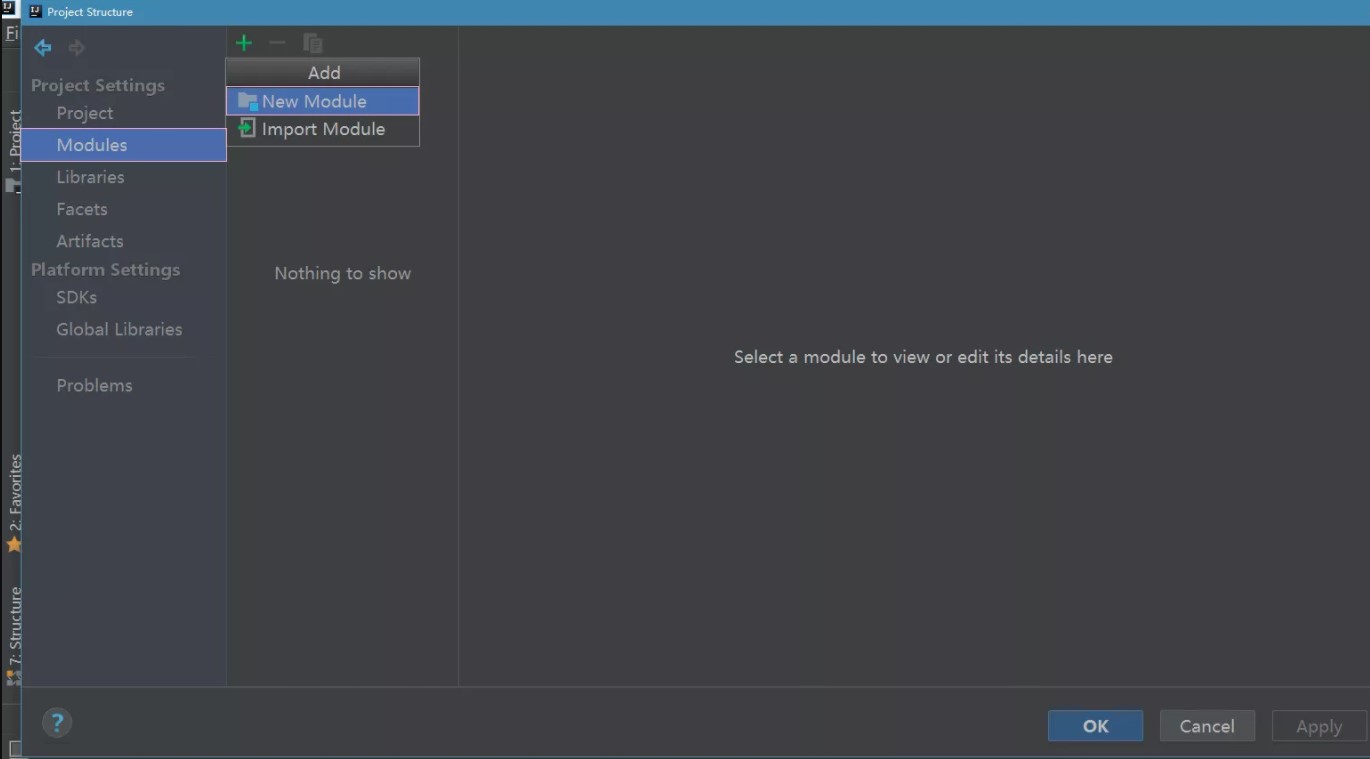 Project Structure
Fi
Project Settings
Project
Modules
Libraries
Facets
Artifacts
Platform Settings
SDKs
Global Libraries
Problems
Add
New Module
Import Module
Nothing to show
Select a module to view or edit its details here
1: Project
2: Favorites
7: Structure
?
OK
Cancel
Apply